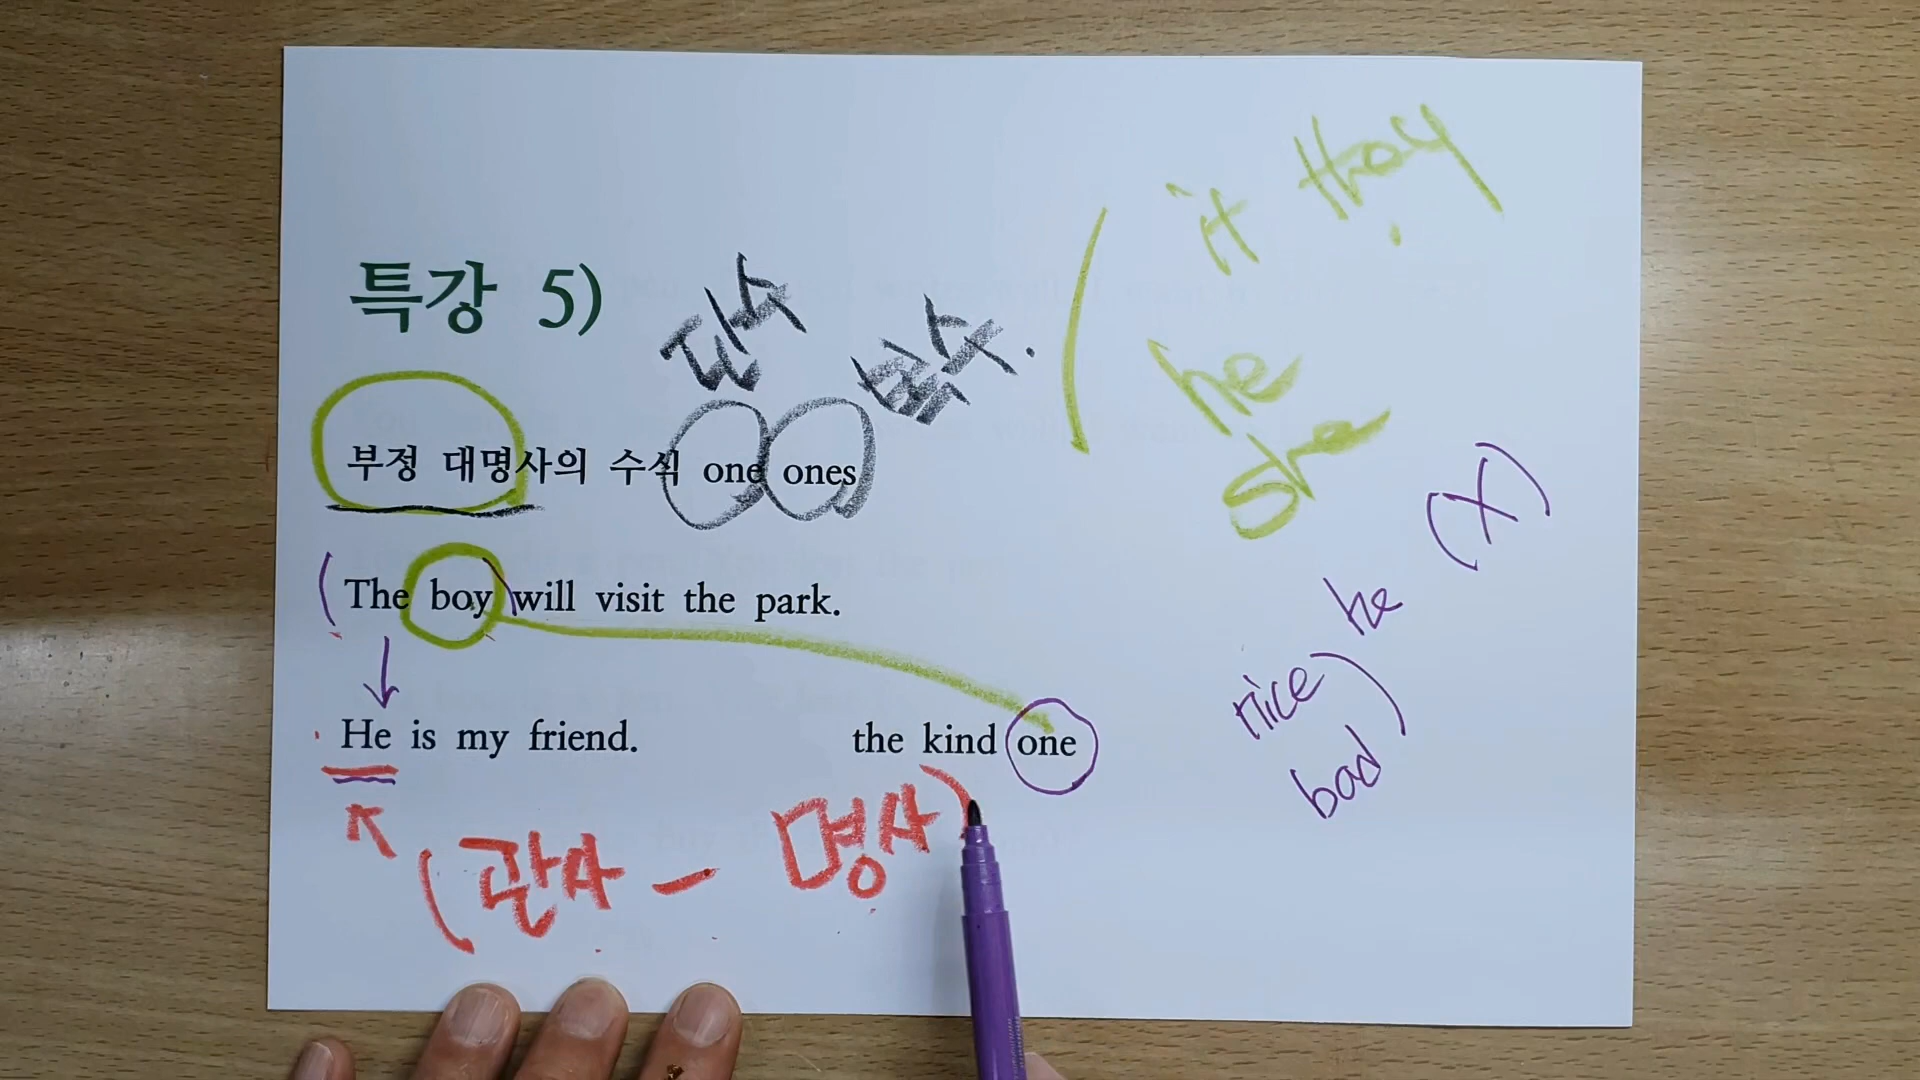 특강 5)
단수 복수.
부정 대명사의 수식 one ones
The boy will visit the park.
He is my friend. the kind one
(관사 - 명사)
it they
he
she
nice) he (X)
bad